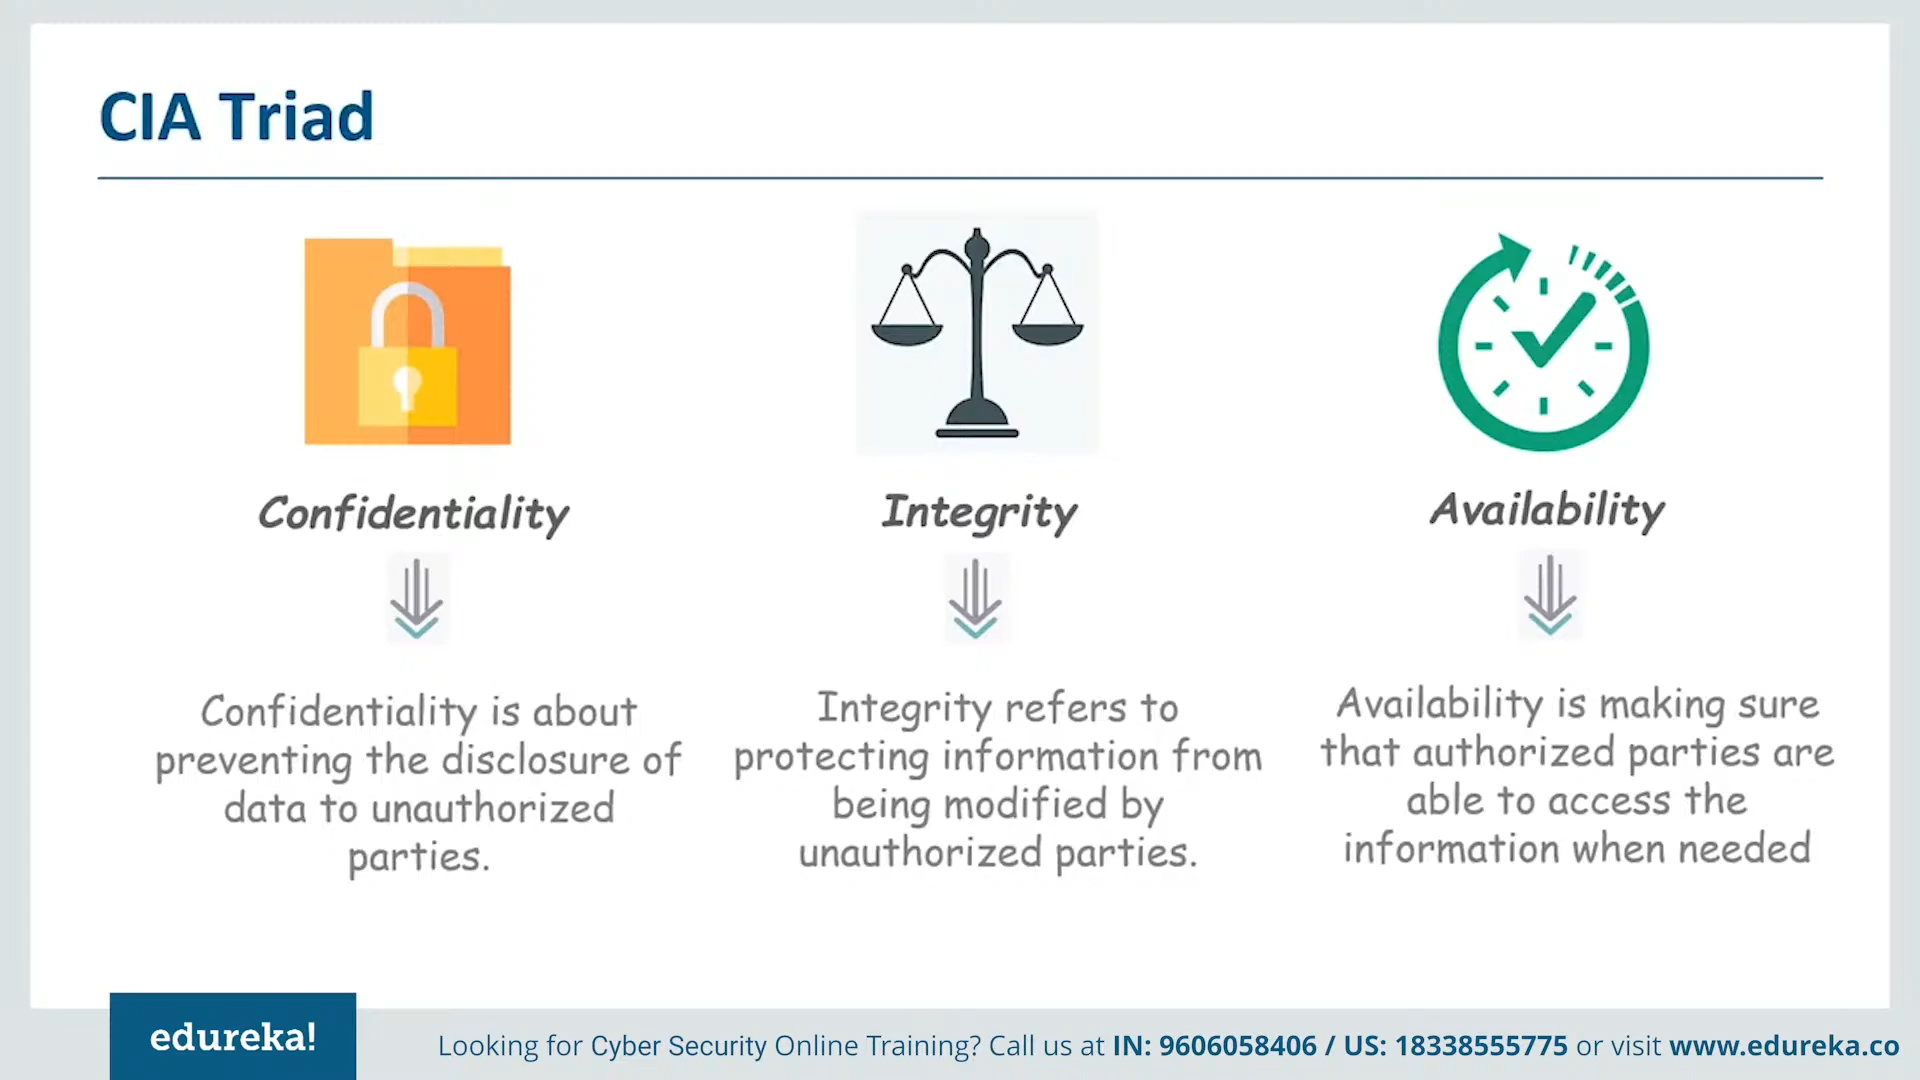 CIA Triad
Confidentiality
Integrity
Availability
Confidentiality is about
preventing the disclosure of
data to unauthorized
parties.
Integrity refers to
protecting information from
being modified by
unauthorized parties.
Availability is making sure
that authorized parties are
able to access the
information when needed
edureka!
Looking for Cyber Security Online Training? Call us at IN: 9606058406 / US: 18338555775 or visit www.edureka.co